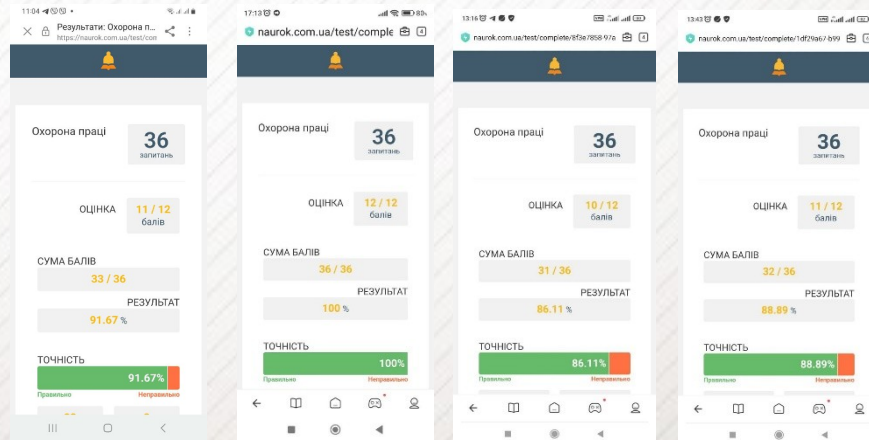 11:04
Результати: Охорона п...
https://naurok.com.ua/test/con
Охорона праці
36
запитань
ОЦІНКА
11 / 12
балів
СУМА БАЛІВ
33 / 36
РЕЗУЛЬТАТ
91.67 %
ТОЧНІСТЬ
91.67%
Правильно
Неправильно
17:13
naurok.com.ua/test/comple
4
Охорона праці
36
запитань
ОЦІНКА
12 / 12
балів
СУМА БАЛІВ
36 / 36
РЕЗУЛЬТАТ
100 %
ТОЧНІСТЬ
100%
Правильно
Неправильно
13:16
naurok.com.ua/test/complete/8f3e7858-97a
4
Охорона праці
36
запитань
ОЦІНКА
10 / 12
балів
СУМА БАЛІВ
31 / 36
РЕЗУЛЬТАТ
86.11 %
ТОЧНІСТЬ
86.11%
Правильно
Неправильно
13:43
naurok.com.ua/test/complete/1df29a67-b99
Охорона праці
36
запитань
ОЦІНКА
11 / 12
балів
СУМА БАЛІВ
32 / 36
РЕЗУЛЬТАТ
88.89 %
ТОЧНІСТЬ
88.89%
Правильно
Неправильно